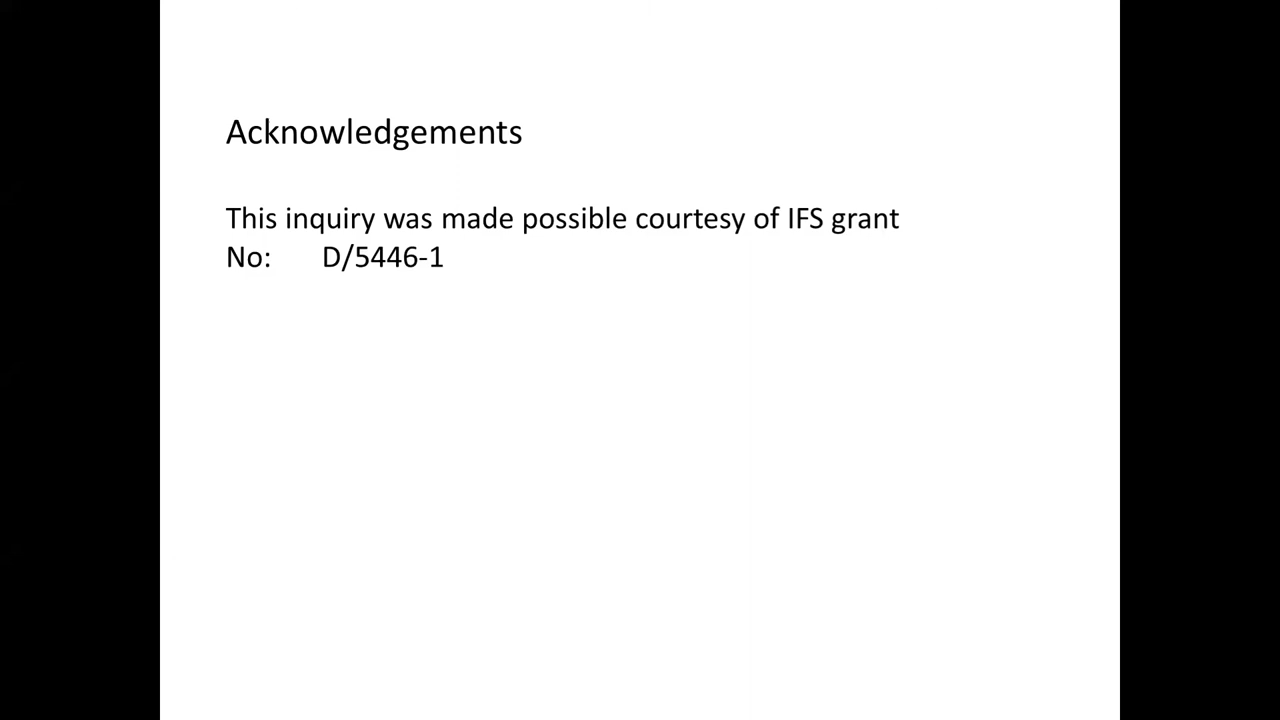 Acknowledgements
This inquiry was made possible courtesy of IFS grant
No: D/5446-1